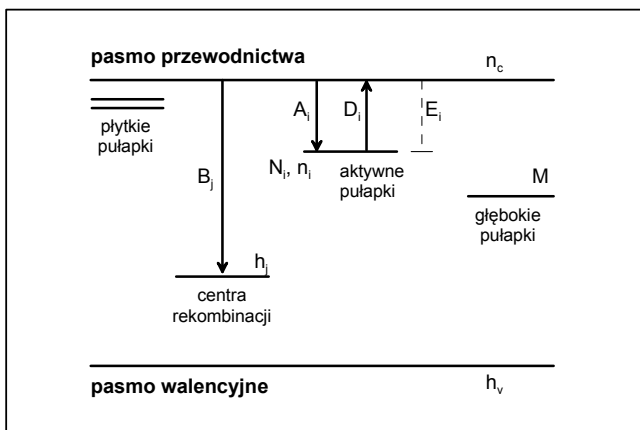 pasmo przewodnictwa
n_c
płytkie
pułapki
A_i
D_i
E_i
B_j
N_i, n_i
aktywne
pułapki
M
głębokie
pułapki
h_j
centra
rekombinacji
pasmo walencyjne
h_v